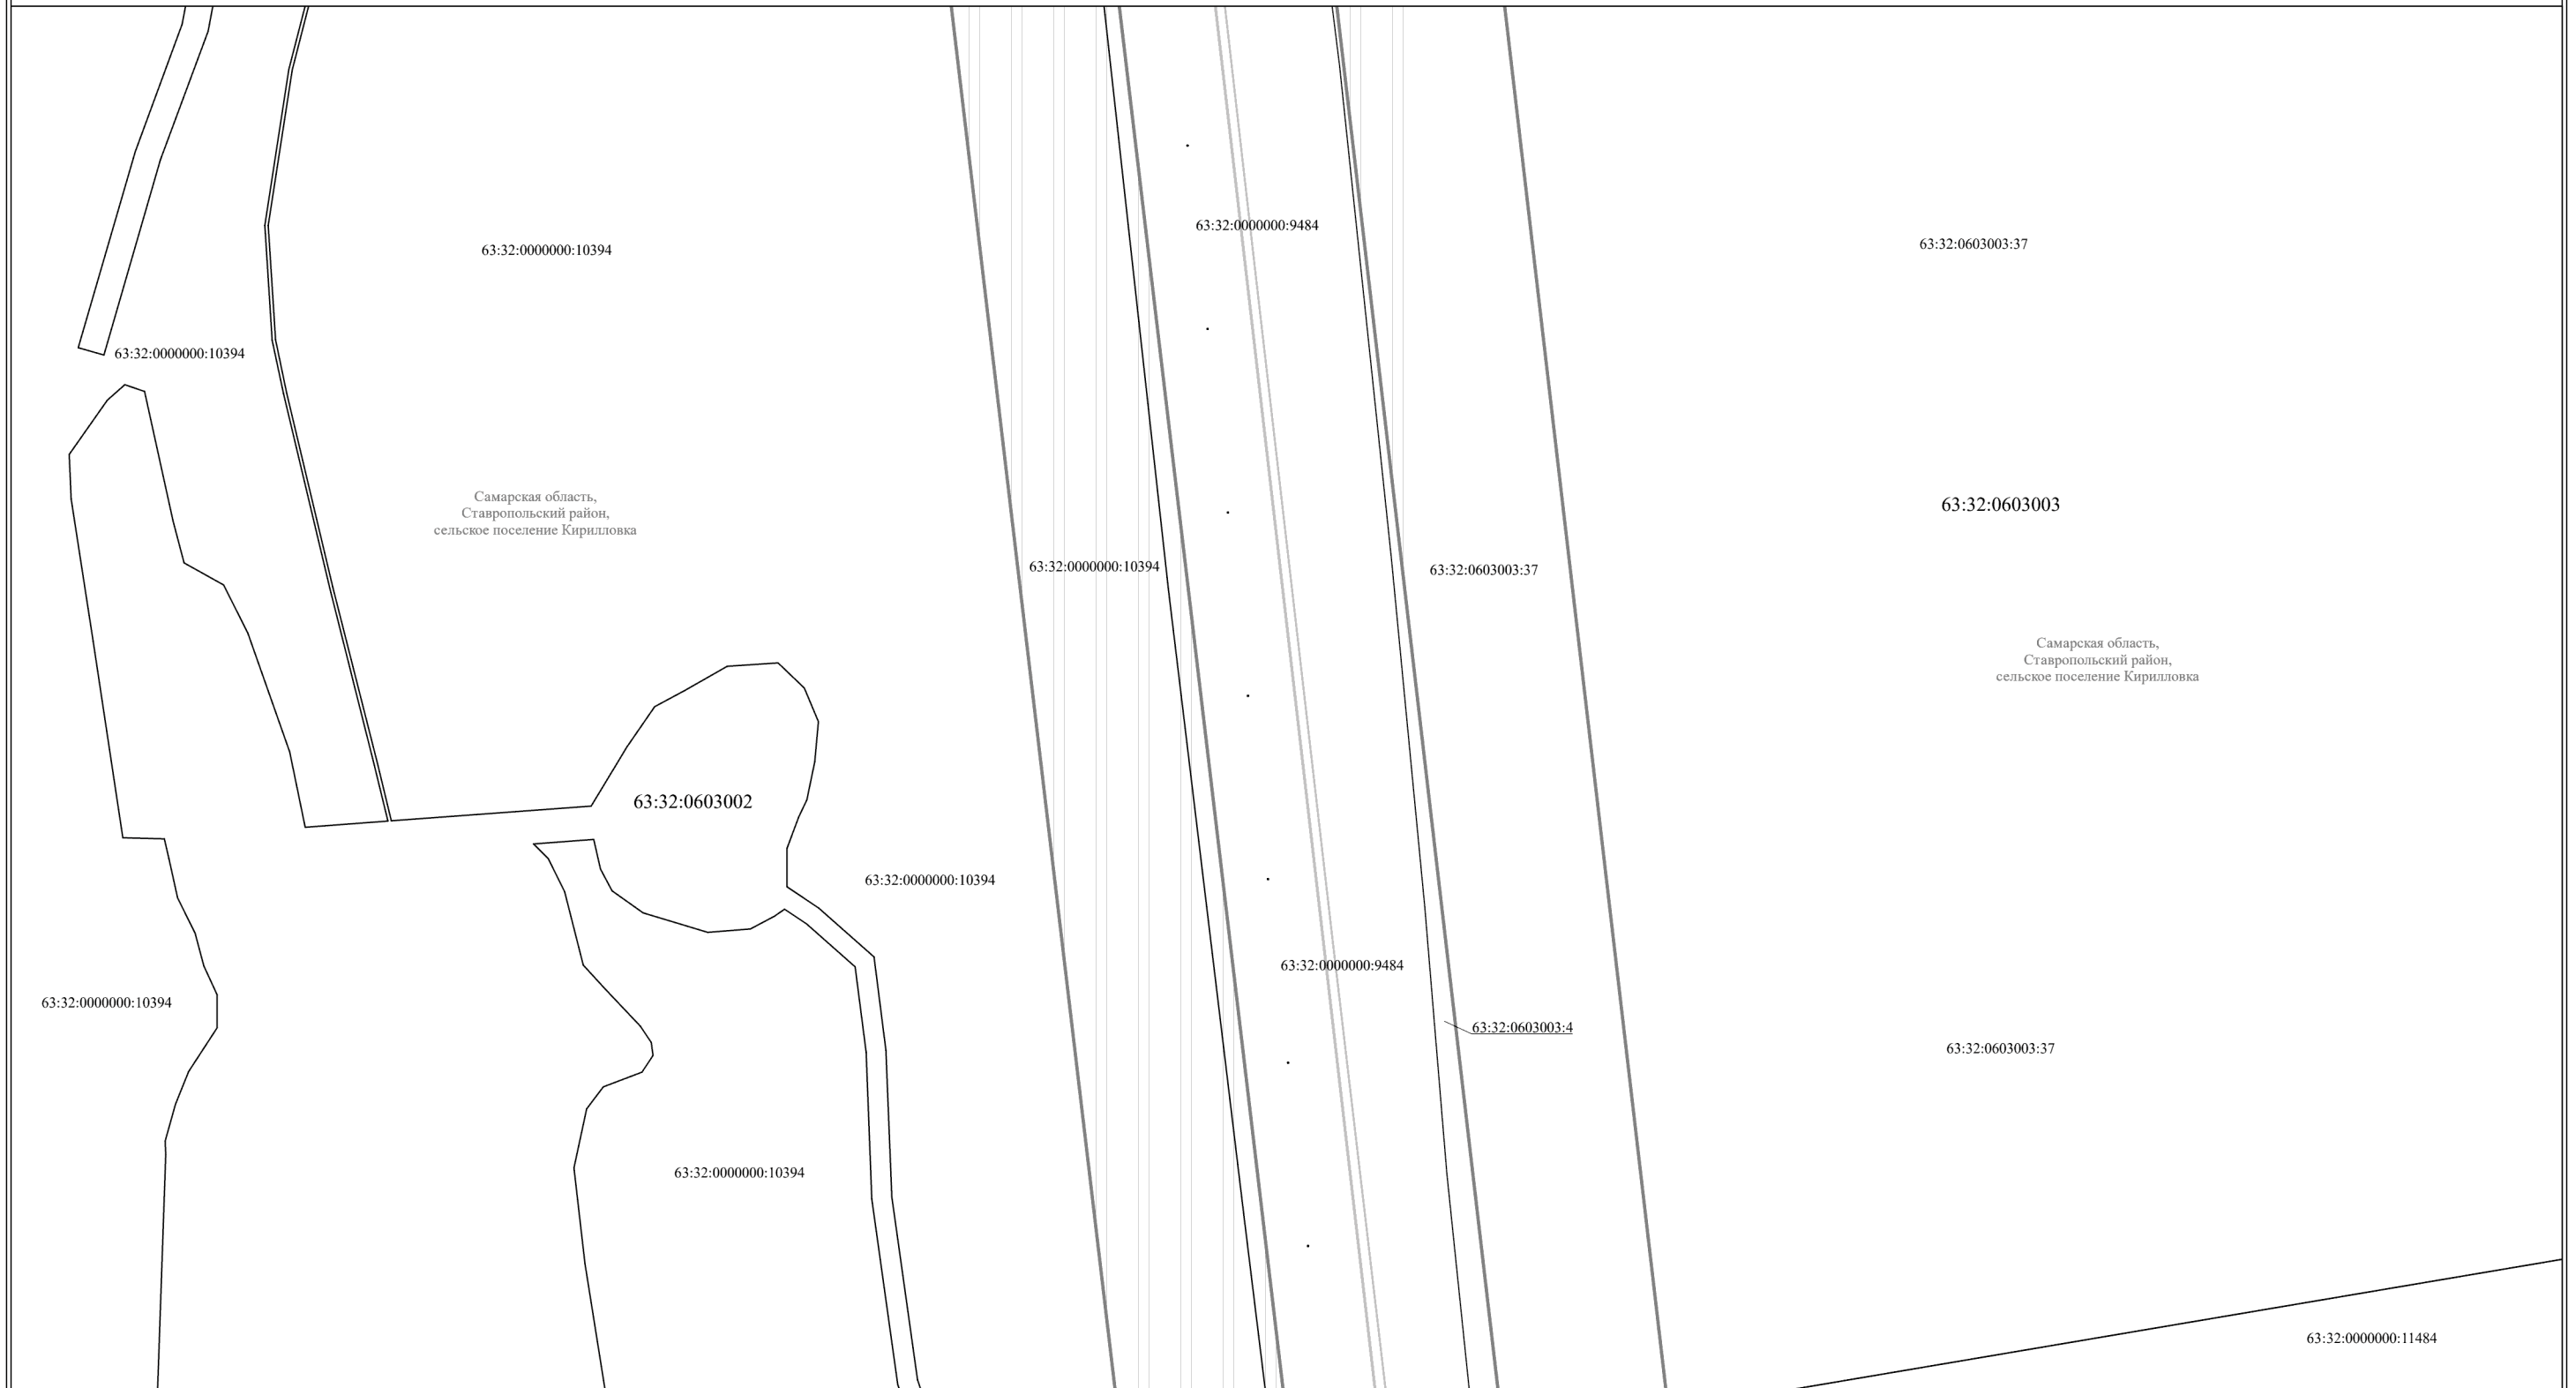 63:32:0000000:9484
63:32:0603003:37
63:32:0000000:10394
63:32:0000000:10394
Самарская область,
Ставропольский район,
сельское поселение Кирилловка
63:32:0603003
63:32:0000000:10394
63:32:0603003:37
Самарская область,
Ставропольский район,
сельское поселение Кирилловка
63:32:0603002
63:32:0000000:10394
63:32:0000000:9484
63:32:0000000:10394
63:32:0603003:4
63:32:0603003:37
63:32:0000000:10394
63:32:0000000:11484